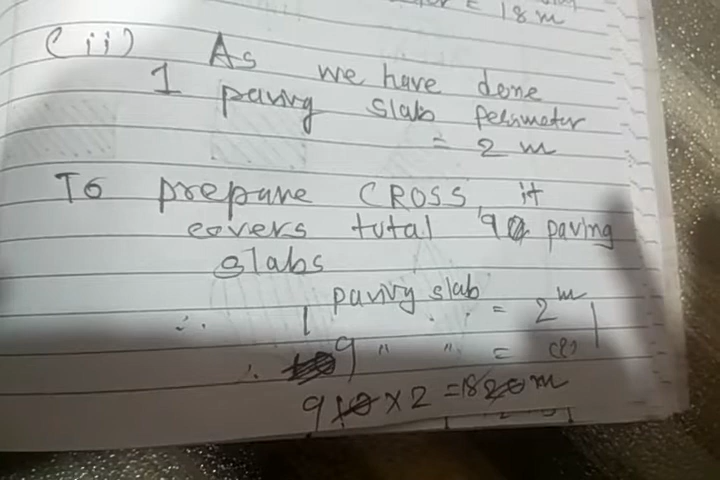 = 18 m
(ii) As we have done
1 paving slab perimeter
= 2 m
To prepare CROSS, it
covers total 9 paving
slabs
∴ 1 paving slab = 2 m
∴ 9 " " = (?)
9 × 2 = 18 m